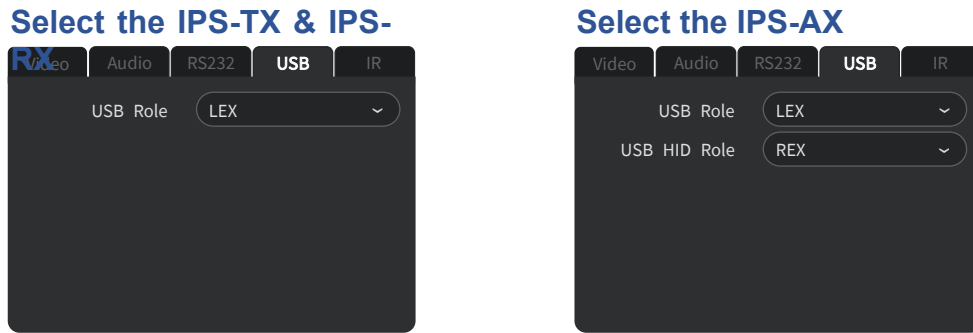 Select the IPS-TX & IPS-
RX
Video Audio RS232 USB IR
USB Role LEX
Select the IPS-AX
Video Audio RS232 USB IR
USB Role LEX
USB HID Role REX